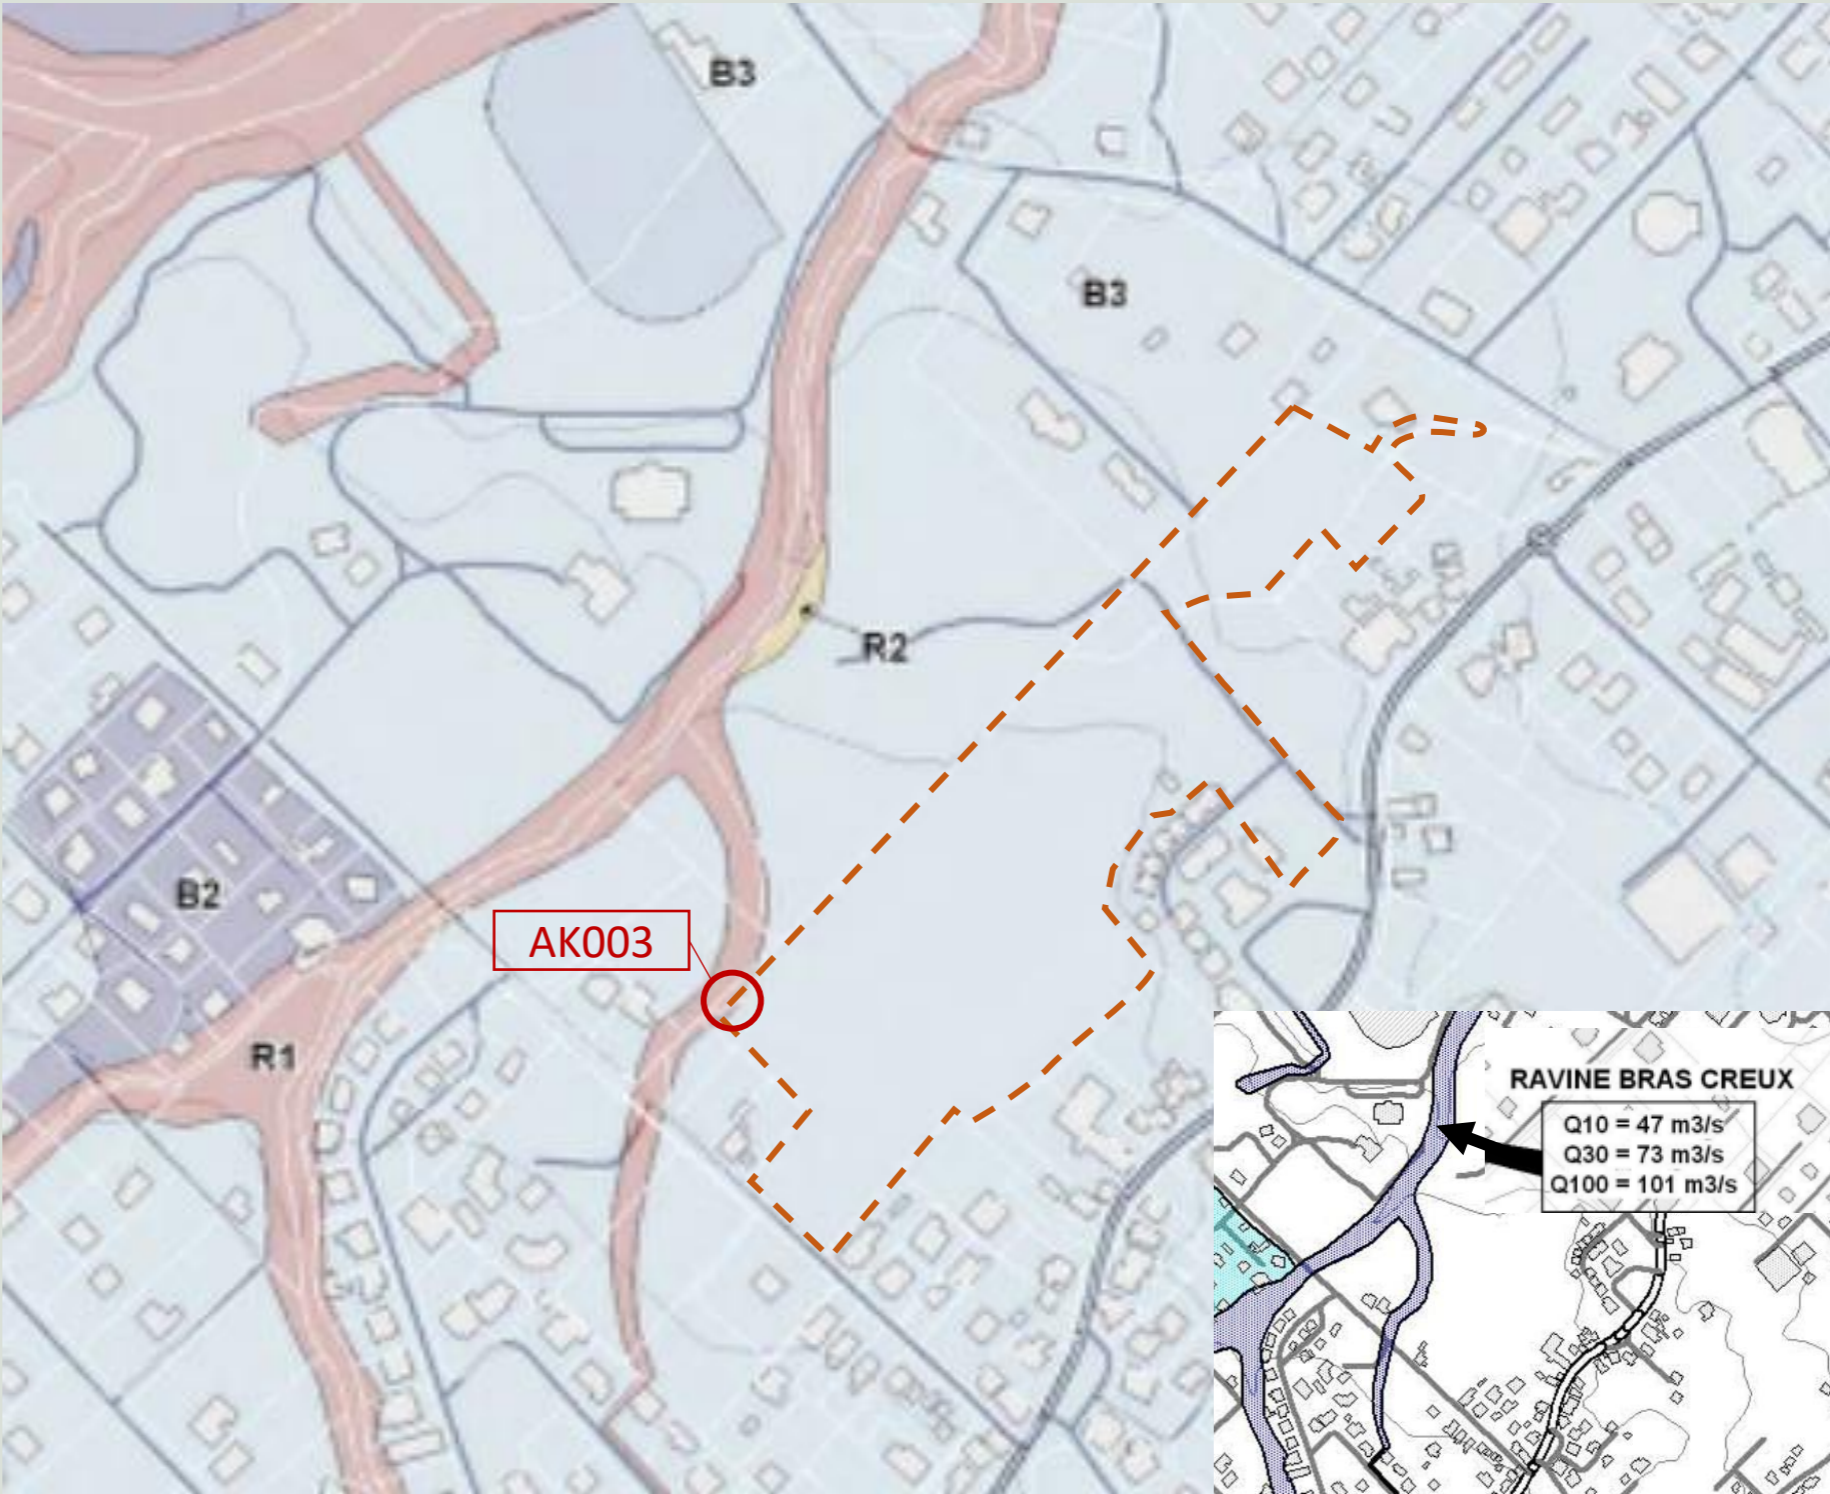 B3
B3
R2
B2
AK003
R1
RAVINE BRAS CREUX
Q10 = 47 m3/s
Q30 = 73 m3/s
Q100 = 101 m3/s